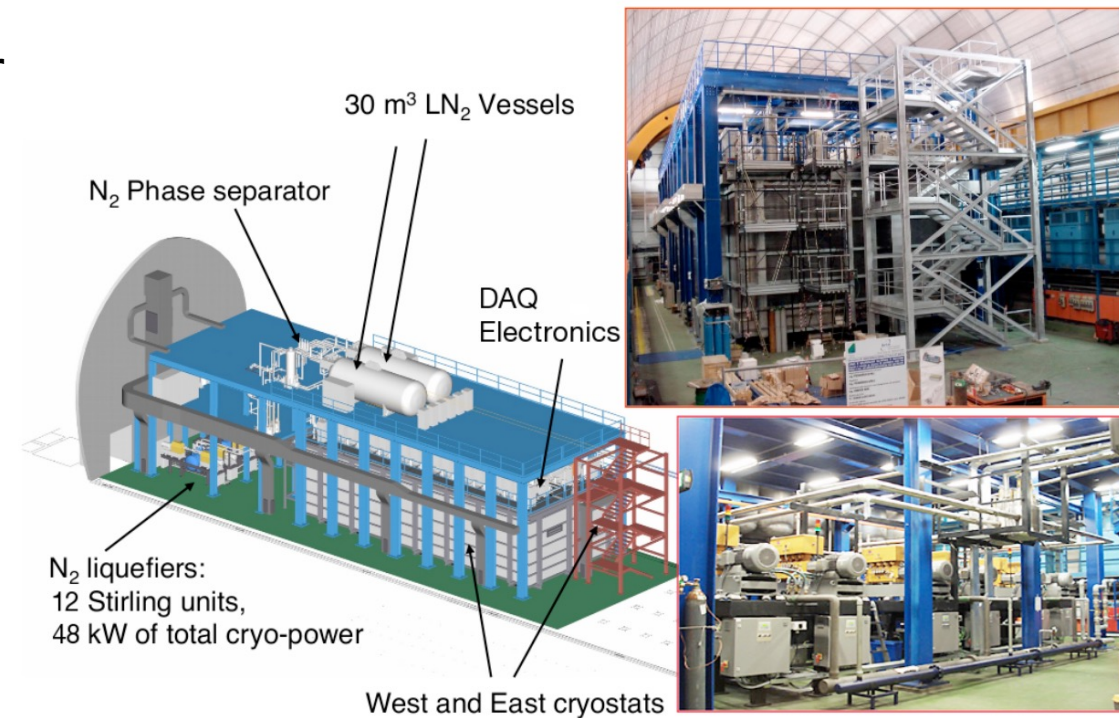 30 m³ LN₂ Vessels
N₂ Phase separator
DAQ
Electronics
N₂ liquefiers:
12 Stirling units,
48 kW of total cryo-power
West and East cryostats